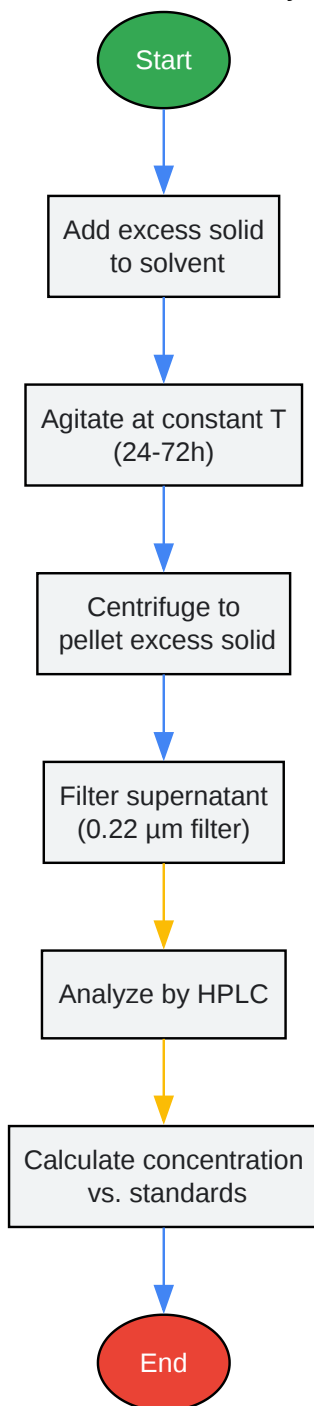 Start
Add excess solid
to solvent
Agitate at constant T
(24-72h)
Centrifuge to
pellet excess solid
Filter supernatant
(0.22 µm filter)
Analyze by HPLC
Calculate concentration
vs. standards
End